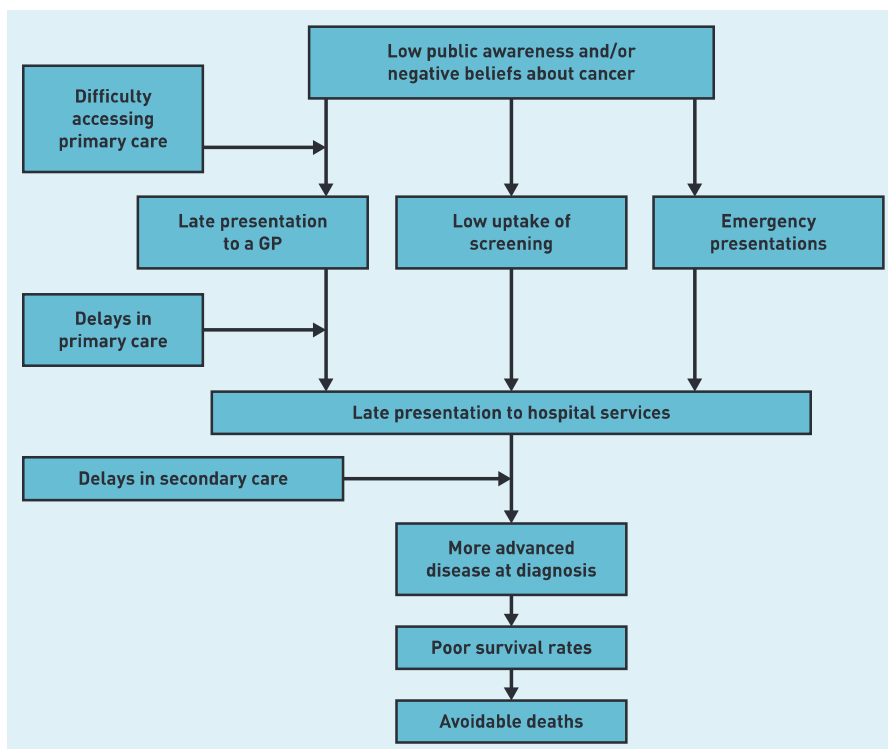 Low public awareness and/or
negative beliefs about cancer
Difficulty
accessing
primary care
Late presentation
to a GP
Low uptake of
screening
Emergency
presentations
Delays in
primary care
Late presentation to hospital services
Delays in secondary care
More advanced
disease at diagnosis
Poor survival rates
Avoidable deaths